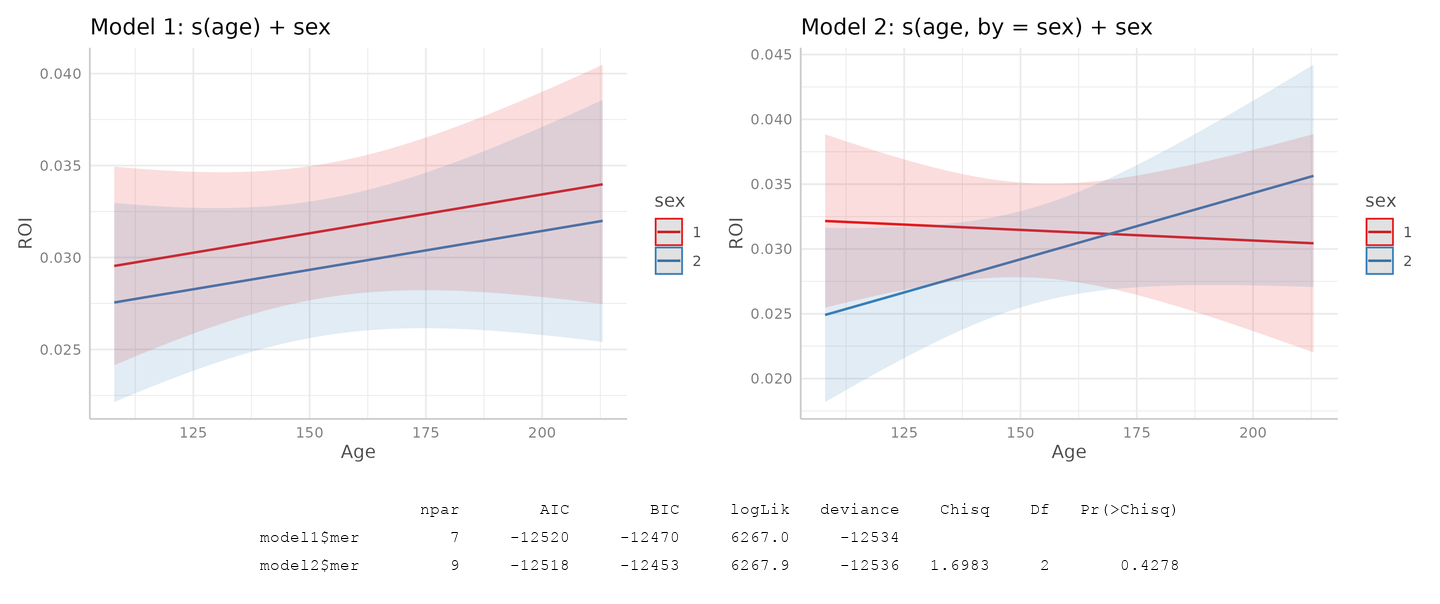 Model 1: s(age) + sex
0.040
0.035
0.030
0.025
ROI
125 150 175 200
Age
sex
1
2
Model 2: s(age, by = sex) + sex
0.045
0.040
0.035
0.030
0.025
0.020
ROI
125 150 175 200
Age
sex
1
2
npar AIC BIC logLik deviance Chisq Df Pr(>Chisq)
model1$mer 7 -12520 -12470 6267.0 -12534
model2$mer 9 -12518 -12453 6267.9 -12536 1.6983 2 0.4278